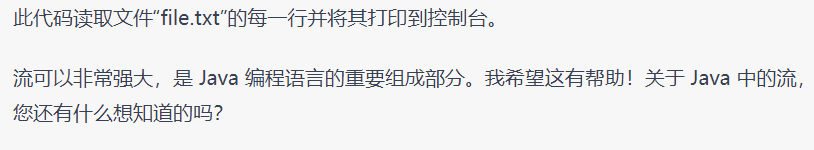 此代码读取文件“file.txt”的每一行并将其打印到控制台。
流可以非常强大，是 Java 编程语言的重要组成部分。我希望这有帮助！关于 Java 中的流，
您还有什么想知道的吗？